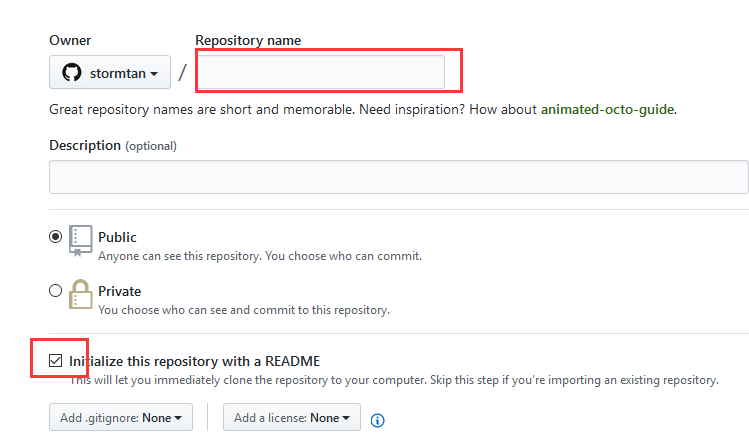 Owner Repository name
stormtan /
Great repository names are short and memorable. Need inspiration? How about animated-octo-guide.
Description (optional)
Public
Anyone can see this repository. You choose who can commit.
Private
You choose who can see and commit to this repository.
Initialize this repository with a README
This will let you immediately clone the repository to your computer. Skip this step if you're importing an existing repository.
Add .gitignore: None Add a license: None